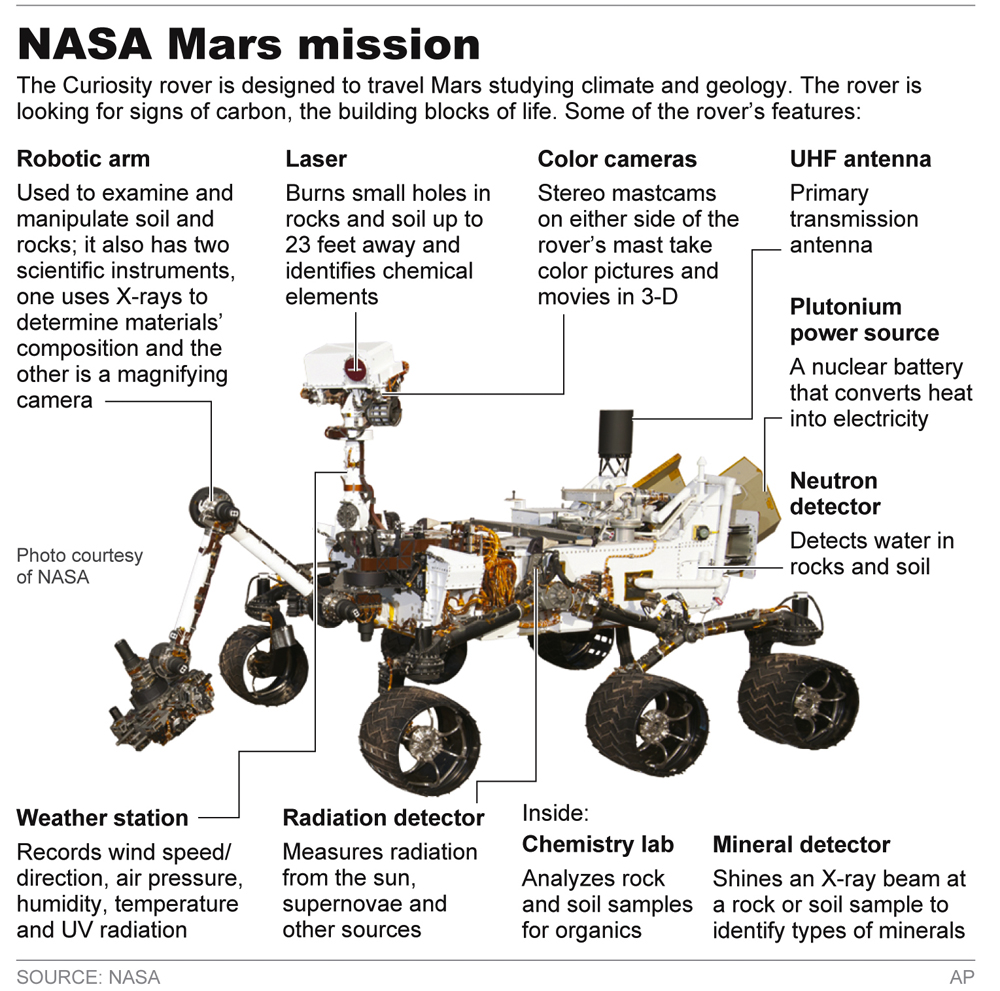 NASA Mars mission
The Curiosity rover is designed to travel Mars studying climate and geology. The rover is
looking for signs of carbon, the building blocks of life. Some of the rover’s features:
Robotic arm
Used to examine and
manipulate soil and
rocks; it also has two
scientific instruments,
one uses X-rays to
determine materials’
composition and the
other is a magnifying
camera
Laser
Burns small holes in
rocks and soil up to
23 feet away and
identifies chemical
elements
Color cameras
Stereo mastcams
on either side of the
rover’s mast take
color pictures and
movies in 3-D
UHF antenna
Primary
transmission
antenna
Plutonium
power source
A nuclear battery
that converts heat
into electricity
Neutron
detector
Detects water in
rocks and soil
Photo courtesy
of NASA
Weather station
Records wind speed/
direction, air pressure,
humidity, temperature
and UV radiation
Radiation detector
Measures radiation
from the sun,
supernovae and
other sources
Inside:
Chemistry lab
Analyzes rock
and soil samples
for organics
Mineral detector
Shines an X-ray beam at
a rock or soil sample to
identify types of minerals
SOURCE: NASA
AP